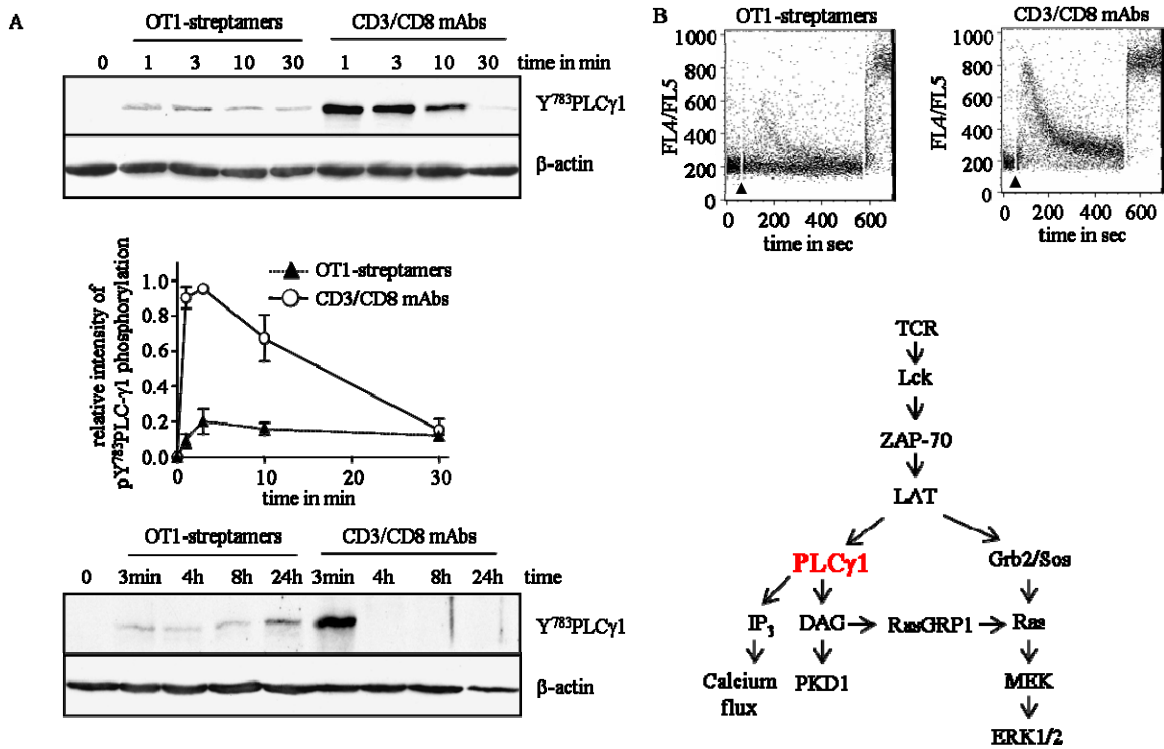 A
OT1-streptamers CD3/CD8 mAbs
0 1 3 10 30 1 3 10 30 time in min
Y⁷⁸³PLCγ1
β-actin
relative intensity of
pY⁷⁸³PLC-γ1 phosphorylation
1.0
0.8
0.6
0.4
0.2
0.0
OT1-streptamers
CD3/CD8 mAbs
0 10 20 30
time in min
OT1-streptamers CD3/CD8 mAbs
0 3min 4h 8h 24h 3min 4h 8h 24h time
Y⁷⁸³PLCγ1
β-actin
B
OT1-streptamers
FL4/FL5
1000
800
600
400
200
0
0 200 400 600
time in sec
CD3/CD8 mAbs
FL4/FL5
1000
800
600
400
200
0
0 200 400 600
time in sec
TCR
Lck
ZAP-70
LAT
PLCγ1 Grb2/Sos
IP₃ DAG RasGRP1 Ras
Calcium
flux
PKD1
MEK
ERK1/2